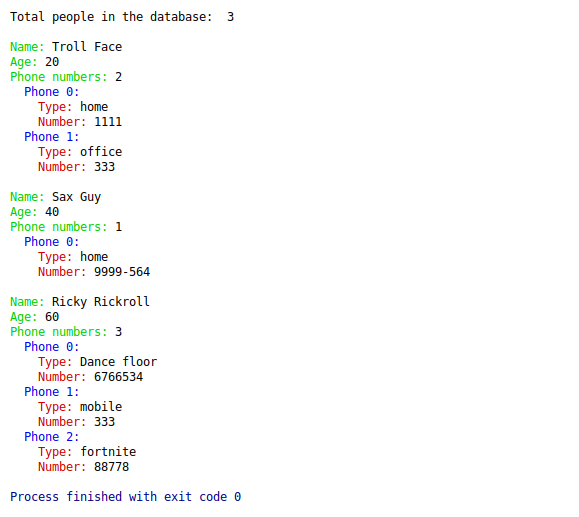 Total people in the database:  3
Name: Troll Face
Age: 20
Phone numbers: 2
Phone 0:
Type: home
Number: 1111
Phone 1:
Type: office
Number: 333
Name: Sax Guy
Age: 40
Phone numbers: 1
Phone 0:
Type: home
Number: 9999-564
Name: Ricky Rickroll
Age: 60
Phone numbers: 3
Phone 0:
Type: Dance floor
Number: 6766534
Phone 1:
Type: mobile
Number: 333
Phone 2:
Type: fortnite
Number: 88778
Process finished with exit code 0